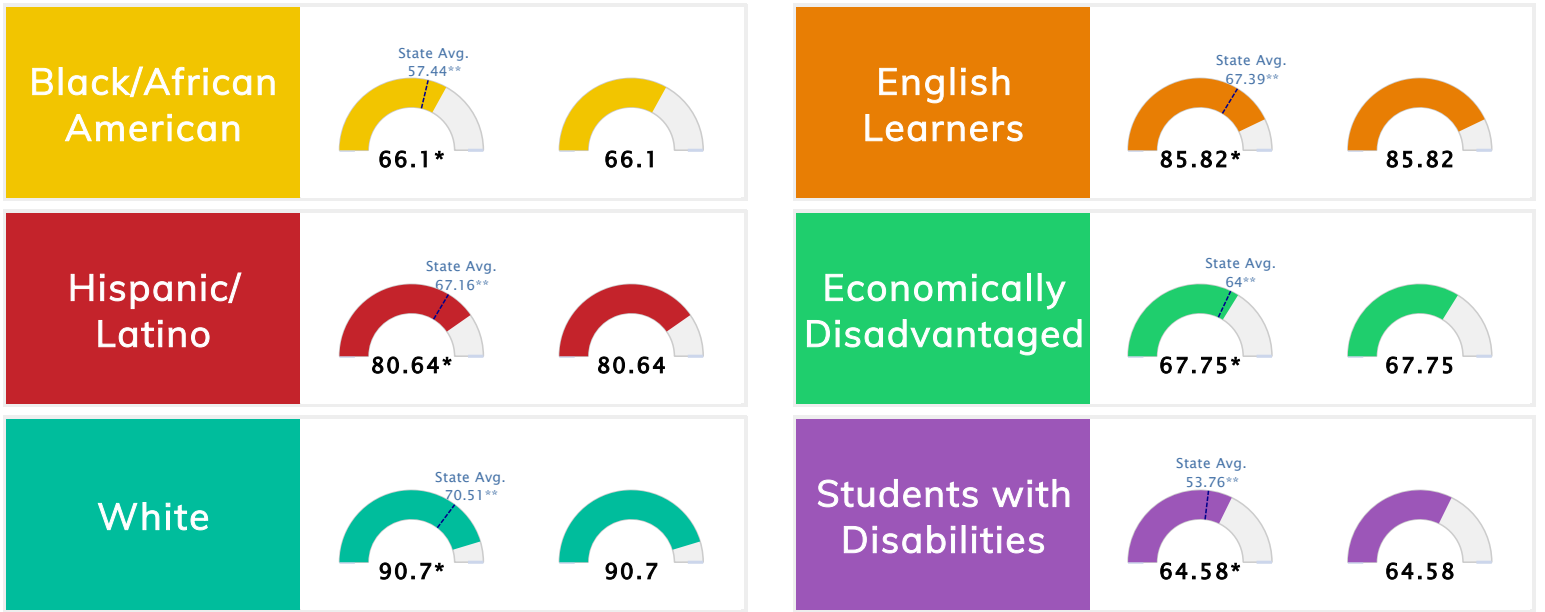 Black/African
American
State Avg.
57.44**
66.1*
66.1
English
Learners
State Avg.
67.39**
85.82*
85.82
Hispanic/
Latino
State Avg.
67.16**
80.64*
80.64
Economically
Disadvantaged
State Avg.
64**
67.75*
67.75
White
State Avg.
70.51**
90.7*
90.7
Students with
Disabilities
State Avg.
53.76**
64.58*
64.58